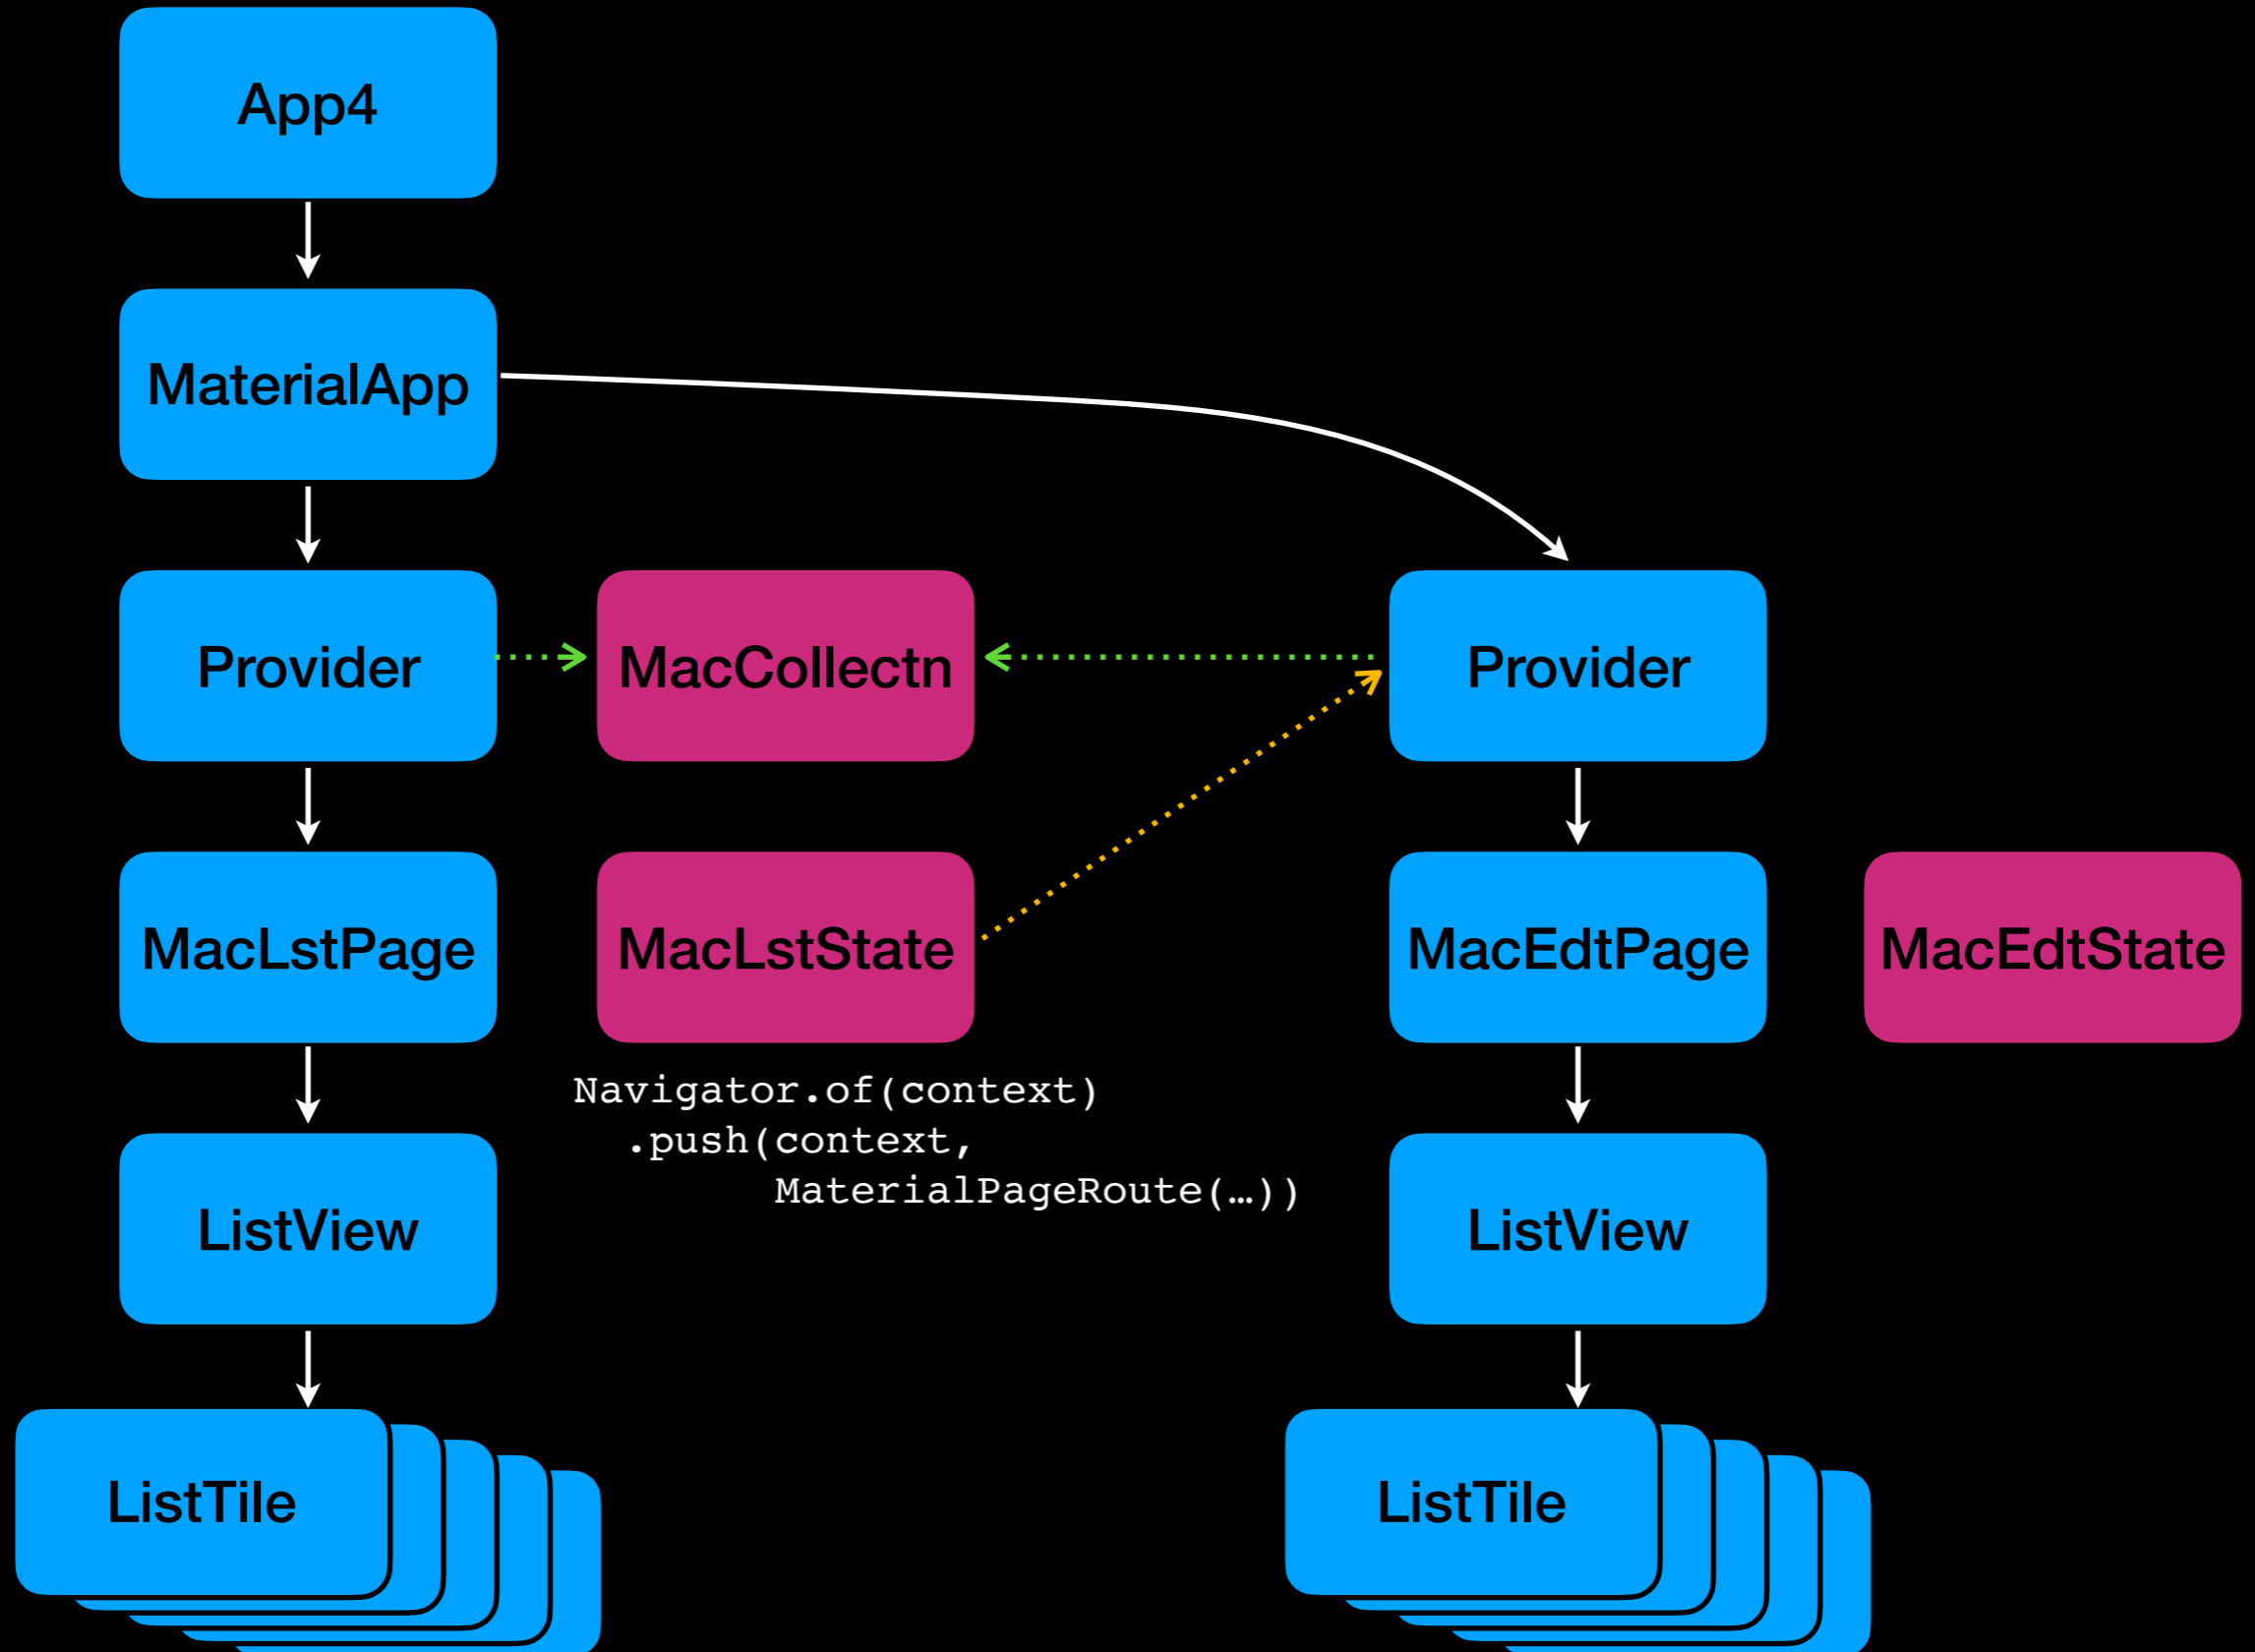 App4
MaterialApp
Provider
MacCollectn
Provider
MacLstPage
MacLstState
MacEdtPage
MacEdtState
Navigator.of(context)
.push(context,
MaterialPageRoute(…))
ListView
ListView
ListTile
ListTile